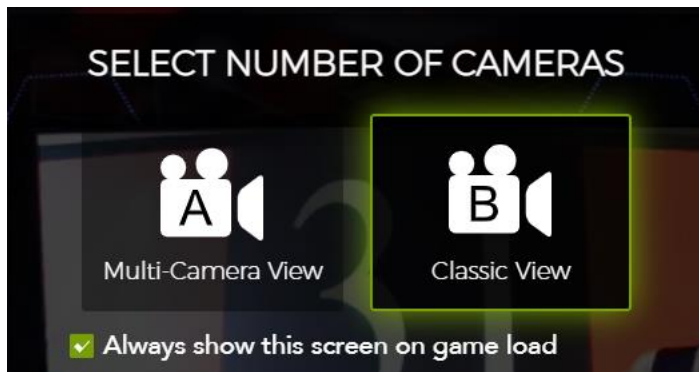 SELECT NUMBER OF CAMERAS
A
B
Multi-Camera View
Classic View
Always show this screen on game load